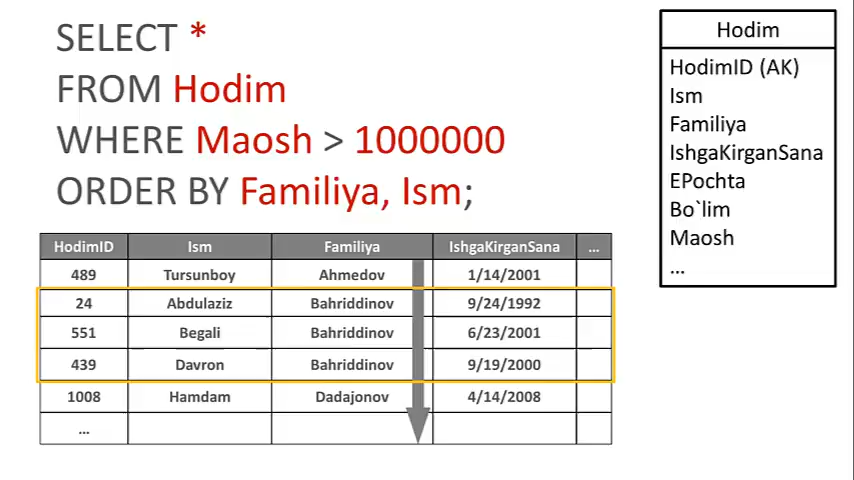 SELECT *
FROM Hodim
WHERE Maosh > 1000000
ORDER BY Familiya, Ism;
Hodim
HodimID (AK)
Ism
Familiya
IshgaKirganSana
EPochta
Bo`lim
Maosh
...
HodimID Ism Familiya IshgaKirganSana ...
489 Tursunboy Ahmedov 1/14/2001
24 Abdulaziz Bahriddinov 9/24/1992
551 Begali Bahriddinov 6/23/2001
439 Davron Bahriddinov 9/19/2000
1008 Hamdam Dadajonov 4/14/2008
...